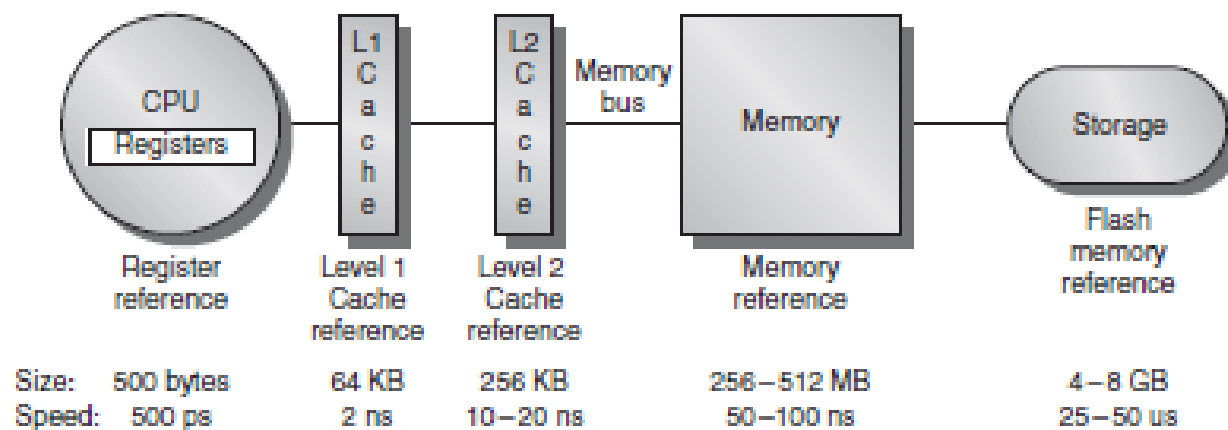 CPU
Registers
L1
C
a
c
h
e
L2
C
a
c
h
e
Memory
bus
Memory
Storage
Register
reference
Level 1
Cache
reference
Level 2
Cache
reference
Memory
reference
Flash
memory
reference
Size: 500 bytes 64 KB 256 KB 256–512 MB 4–8 GB
Speed: 500 ps 2 ns 10–20 ns 50–100 ns 25–50 us